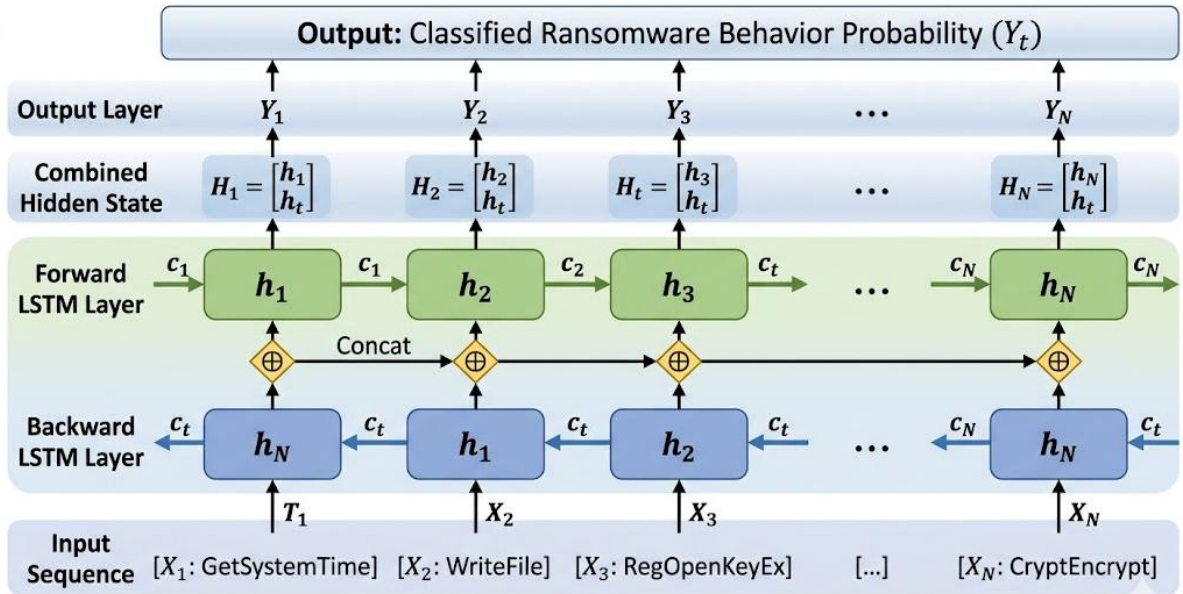 Output: Classified Ransomware Behavior Probability (Y_t)
Output Layer
Y_1 Y_2 Y_3 ... Y_N
Combined Hidden State
H_1 = [h_1 h_t] H_2 = [h_2 h_t] H_t = [h_3 h_t] ... H_N = [h_N h_t]
Forward LSTM Layer
c_1 h_1 c_1 h_2 c_2 h_3 c_t ... c_N h_N c_N
⊕ Concat ⊕ ⊕ ⊕
Backward LSTM Layer
c_t h_N c_t h_1 c_t h_2 c_t ... c_N h_N c_t
T_1 X_2 X_3 X_N
Input Sequence
[X_1: GetSystemTime] [X_2: WriteFile] [X_3: RegOpenKeyEx] [...] [X_N: CryptEncrypt]